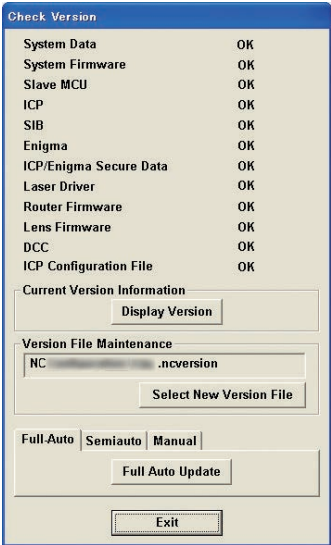 Check Version
System Data OK
System Firmware OK
Slave MCU OK
ICP OK
SIB OK
Enigma OK
ICP/Enigma Secure Data OK
Laser Driver OK
Router Firmware OK
Lens Firmware OK
DCC OK
ICP Configuration File OK
Current Version Information
Display Version
Version File Maintenance
NC .ncversion
Select New Version File
Full-Auto Semiauto Manual
Full Auto Update
Exit